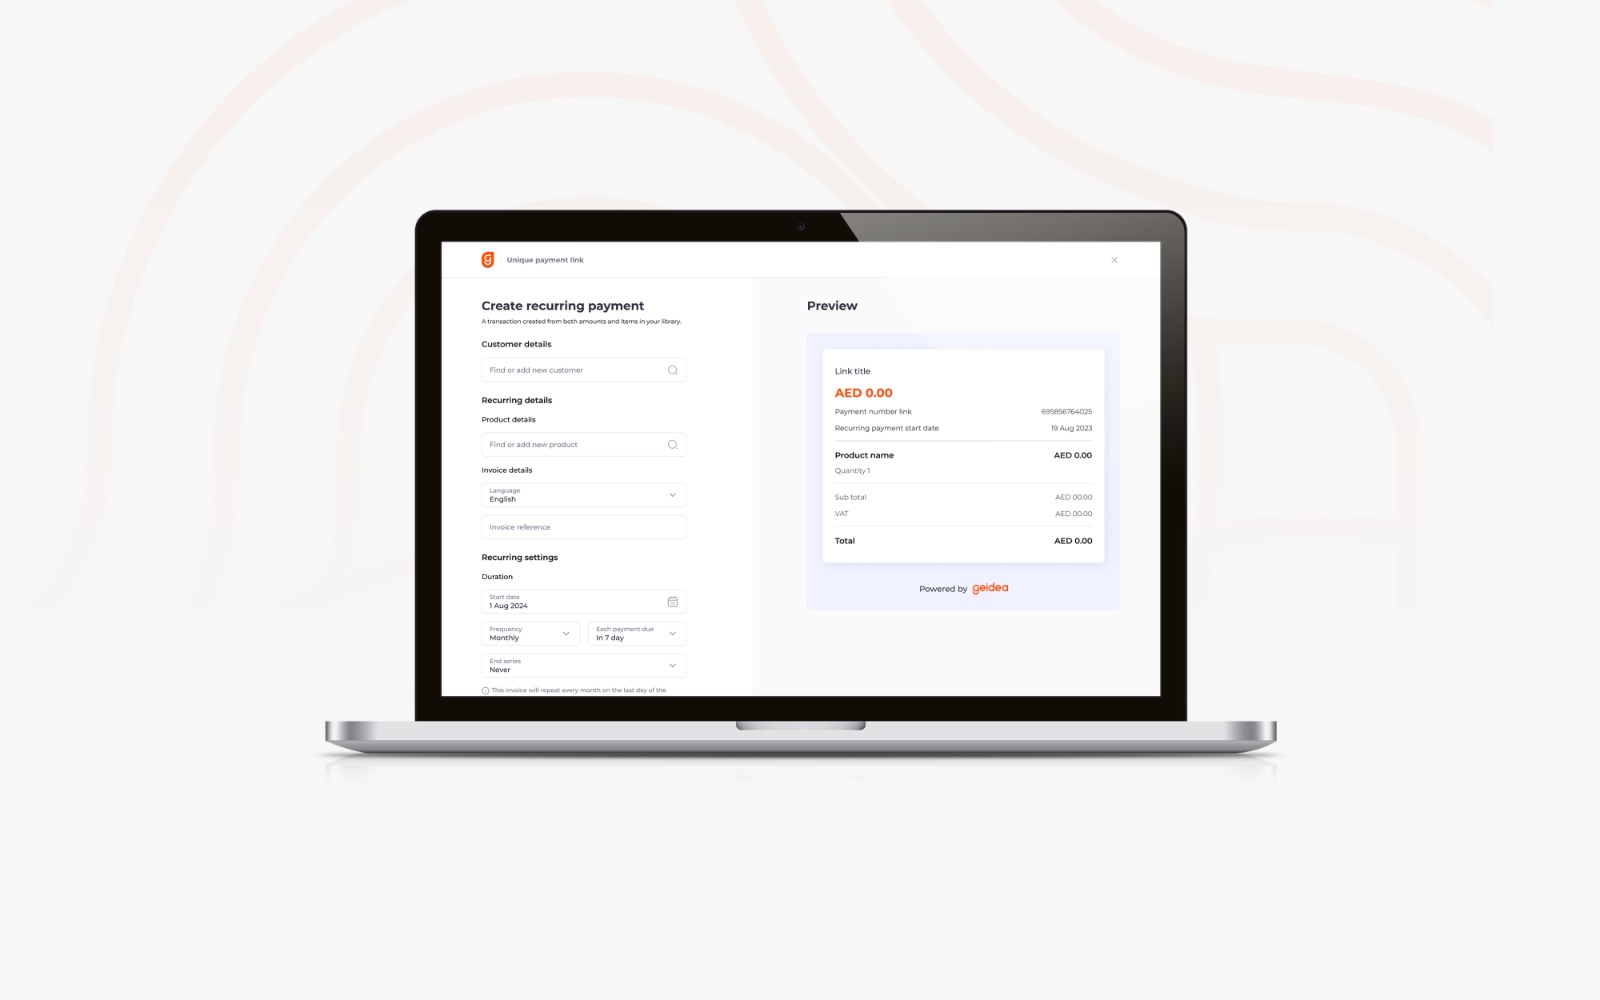 Unique payment link
Create recurring payment
A transaction created from both amounts and items in your library.
Customer details
Find or add new customer
Recurring details
Product details
Find or add new product
Invoice details
Language
English
Invoice reference
Recurring settings
Duration
Start date
1 Aug 2024
Frequency
Monthly
Each payment due
In 7 day
End series
Never
This invoice will repeat every month on the last day of the
Preview
Link title
AED 0.00
Payment number link 695856764025
Recurring payment start date 19 Aug 2023
Product name AED 0.00
Quantity 1
Sub total AED 00.00
VAT AED 00.00
Total AED 0.00
Powered by geidea